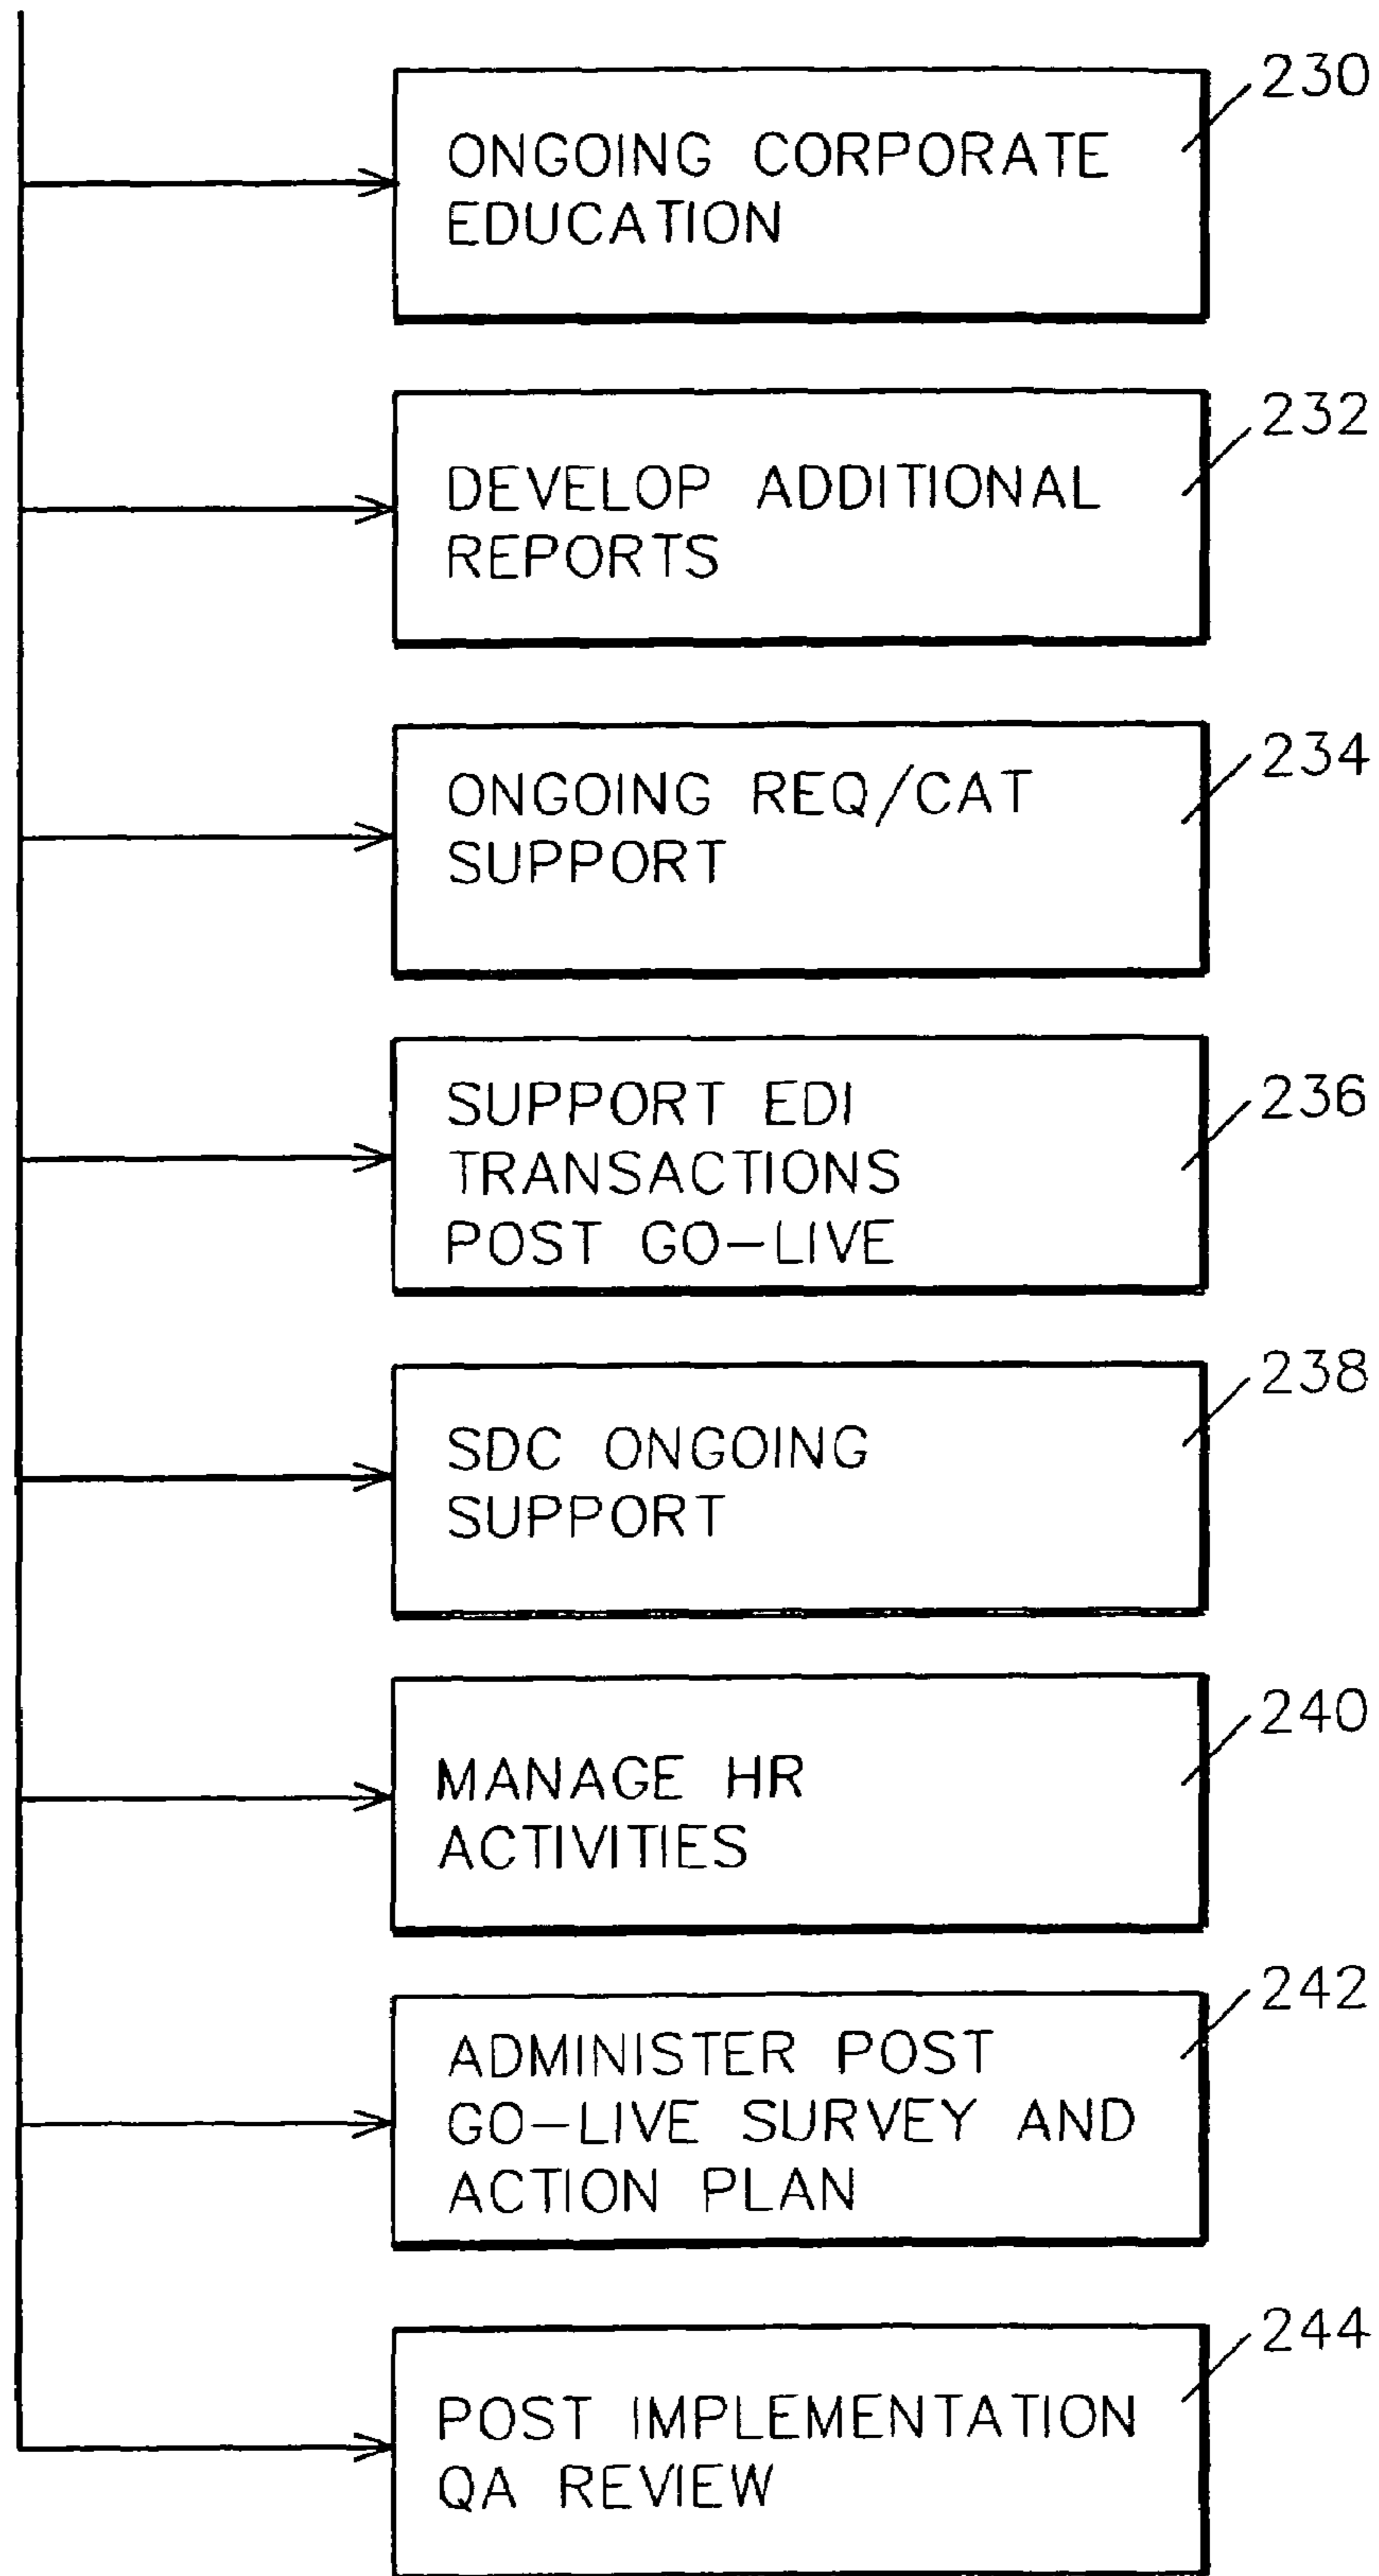 230
ONGOING CORPORATE
EDUCATION
232
DEVELOP ADDITIONAL
REPORTS
234
ONGOING REQ/CAT
SUPPORT
236
SUPPORT EDI
TRANSACTIONS
POST GO-LIVE
238
SDC ONGOING
SUPPORT
240
MANAGE HR
ACTIVITIES
242
ADMINISTER POST
GO-LIVE SURVEY AND
ACTION PLAN
244
POST IMPLEMENTATION
QA REVIEW